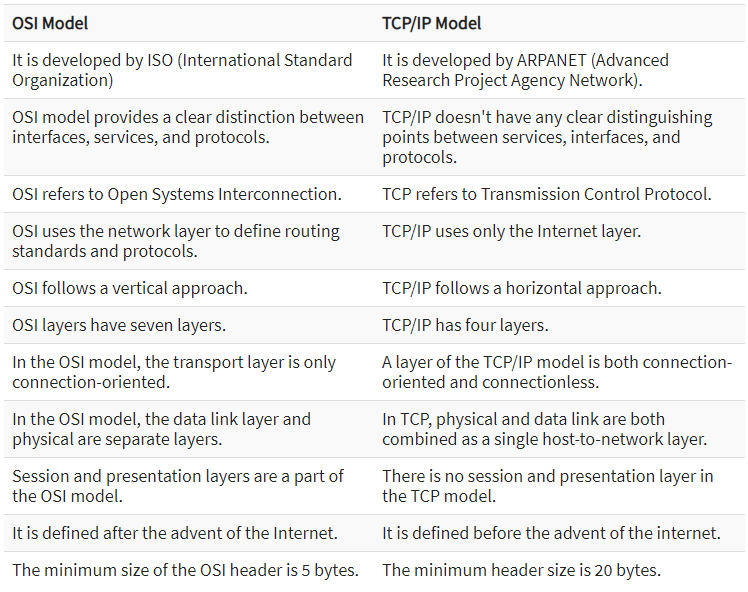 OSI Model
TCP/IP Model
It is developed by ISO (International Standard
Organization)
It is developed by ARPANET (Advanced
Research Project Agency Network).
OSI model provides a clear distinction between
interfaces, services, and protocols.
TCP/IP doesn't have any clear distinguishing
points between services, interfaces, and
protocols.
OSI refers to Open Systems Interconnection.
TCP refers to Transmission Control Protocol.
OSI uses the network layer to define routing
standards and protocols.
TCP/IP uses only the Internet layer.
OSI follows a vertical approach.
TCP/IP follows a horizontal approach.
OSI layers have seven layers.
TCP/IP has four layers.
In the OSI model, the transport layer is only
connection-oriented.
A layer of the TCP/IP model is both connection-
oriented and connectionless.
In the OSI model, the data link layer and
physical are separate layers.
In TCP, physical and data link are both
combined as a single host-to-network layer.
Session and presentation layers are a part of
the OSI model.
There is no session and presentation layer in
the TCP model.
It is defined after the advent of the Internet.
It is defined before the advent of the internet.
The minimum size of the OSI header is 5 bytes.
The minimum header size is 20 bytes.